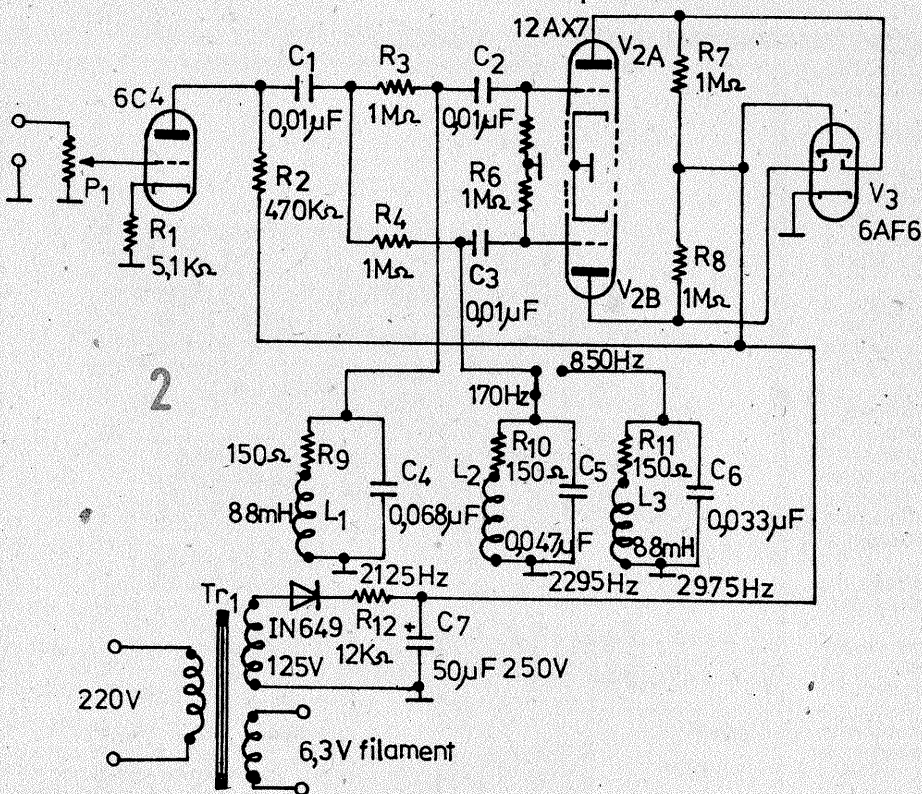 12AX7
V2A
R7
1MΩ
C1
R3
C2
6C4
0,01µF
1MΩ
0,01µF
P1
R2
470KΩ
R6
1MΩ
V3
6AF6
R1
5,1KΩ
R4
1MΩ
C3
0,01µF
V2B
R8
1MΩ
2
850Hz
170Hz
150Ω
R9
C4
88mH
L1
0,068µF
R10
L2
150Ω
C5
0,047µF
R11
150Ω
C6
L3
0,033µF
88mH
2125Hz
2295Hz
2975Hz
Tr1
IN649
R12
12KΩ
+
C7
125V
50µF 250V
220V
6,3V filament